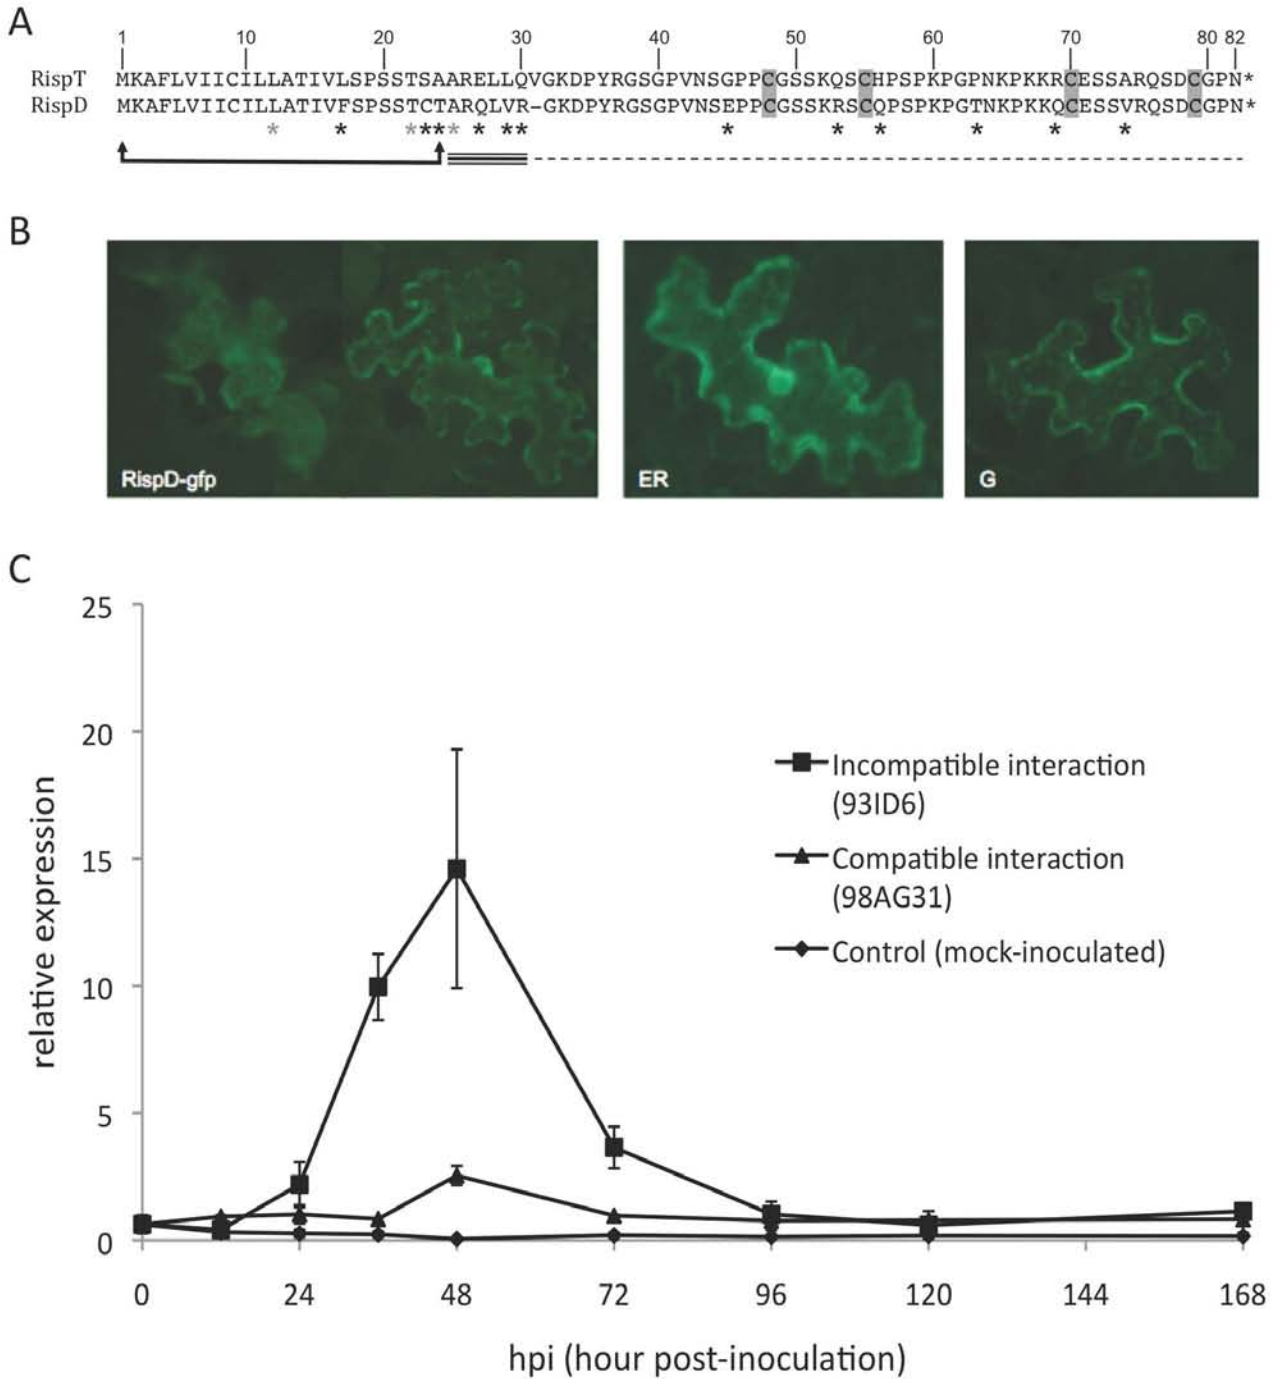 A
1 10 20 30 40 50 60 70 80 82
RispT MKAFLVIICILLATIVLSPSSTSAARELLQVGKDPYRGSGPVNSGPPCGSSKQSCHPSPKPGPNKPKKRCESSARQSDCGPN*
RispD MKAFLVIICILLATIVFSPSSTCTARQLVR-GKDPYRGSGPVNSEPPCGSSKRSCQPSPKPGTNKPKKQCESSVRQSDCGPN*
* * * * * * * * * * * * * * *
B
RispD-gfp
ER
G
C
25
20
15
10
5
0
relative expression
Incompatible interaction
(93ID6)
Compatible interaction
(98AG31)
Control (mock-inoculated)
0 24 48 72 96 120 144 168
hpi (hour post-inoculation)